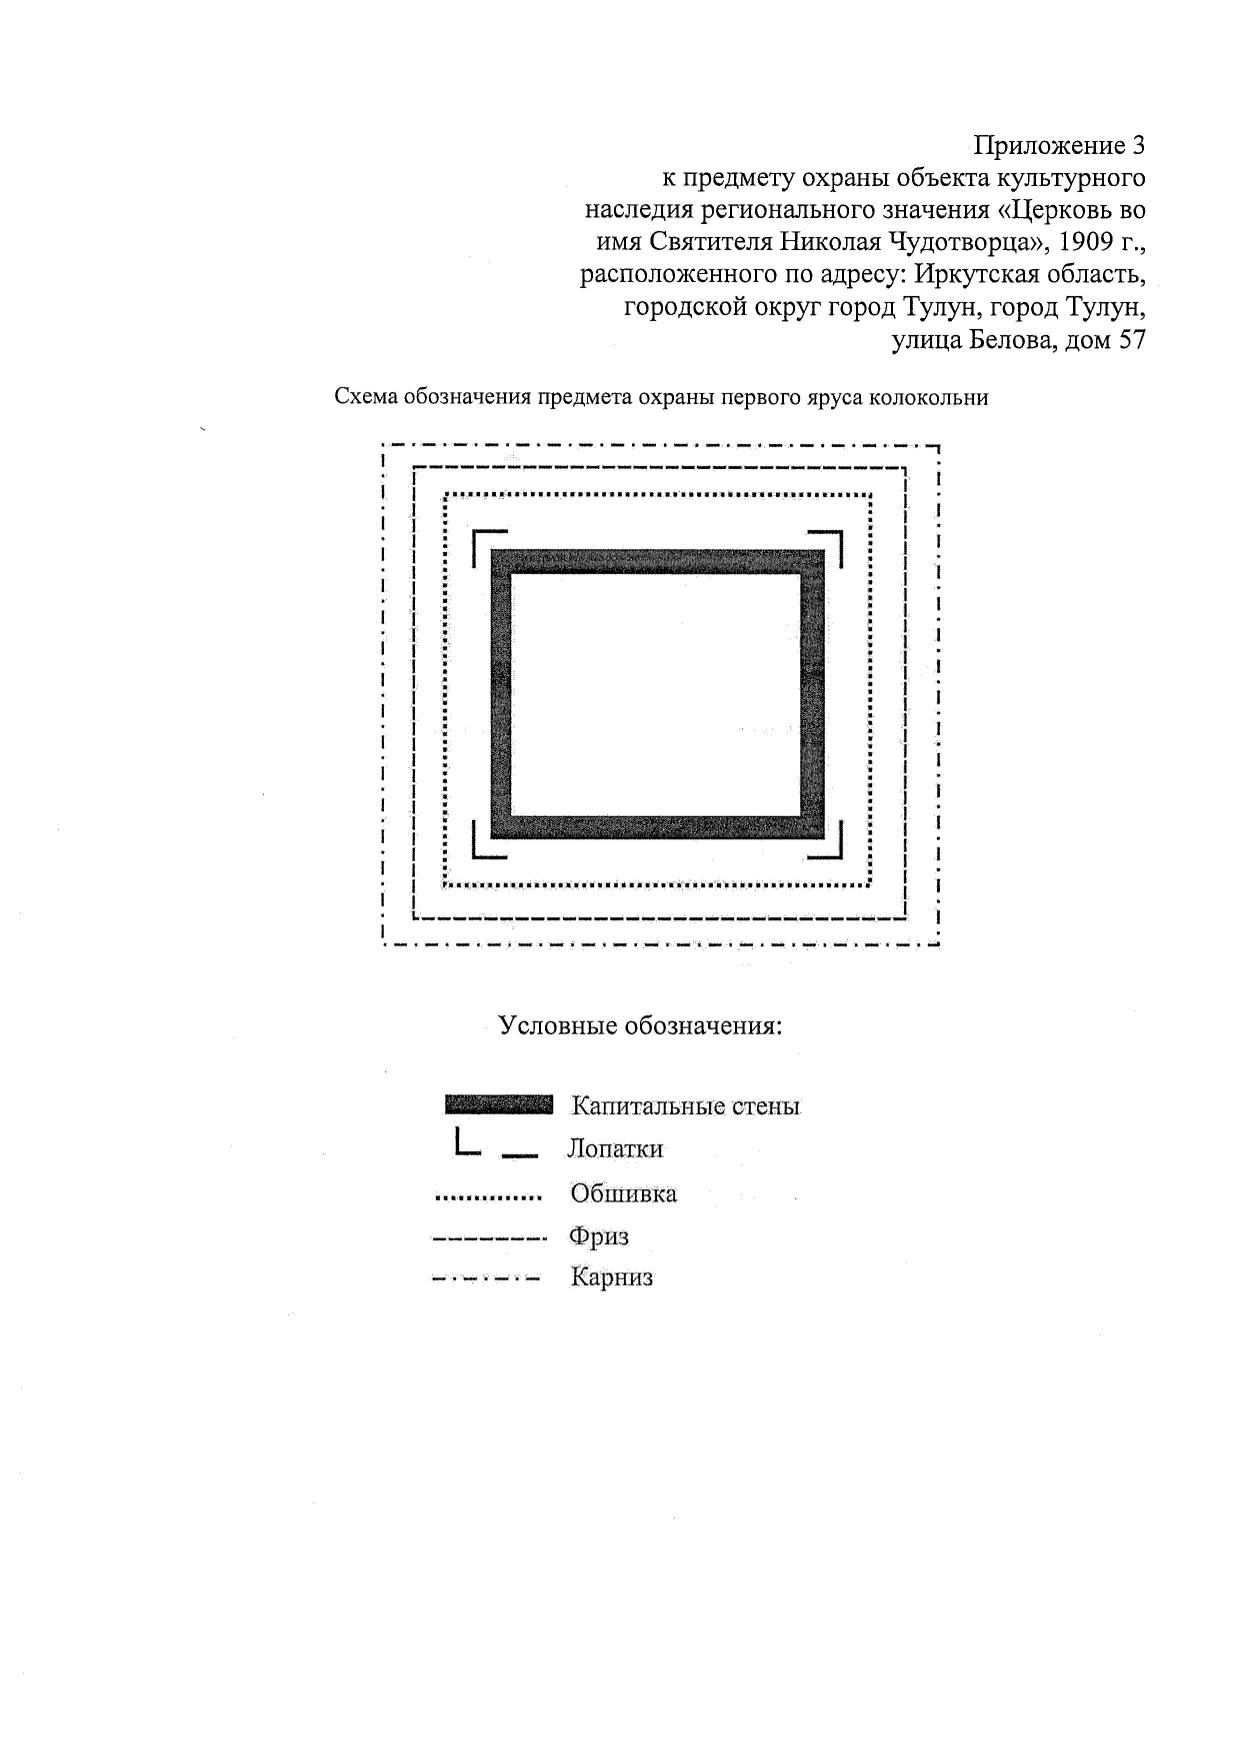 Приложение 3
к предмету охраны объекта культурного
наследия регионального значения «Церковь во
имя Святителя Николая Чудотворца», 1909 г.,
расположенного по адресу: Иркутская область,
городской округ город Тулун, город Тулун,
улица Белова, дом 57
Схема обозначения предмета охраны первого яруса колокольни
Условные обозначения:
Капитальные стены
Лопатки
Обшивка
Фриз
Карниз